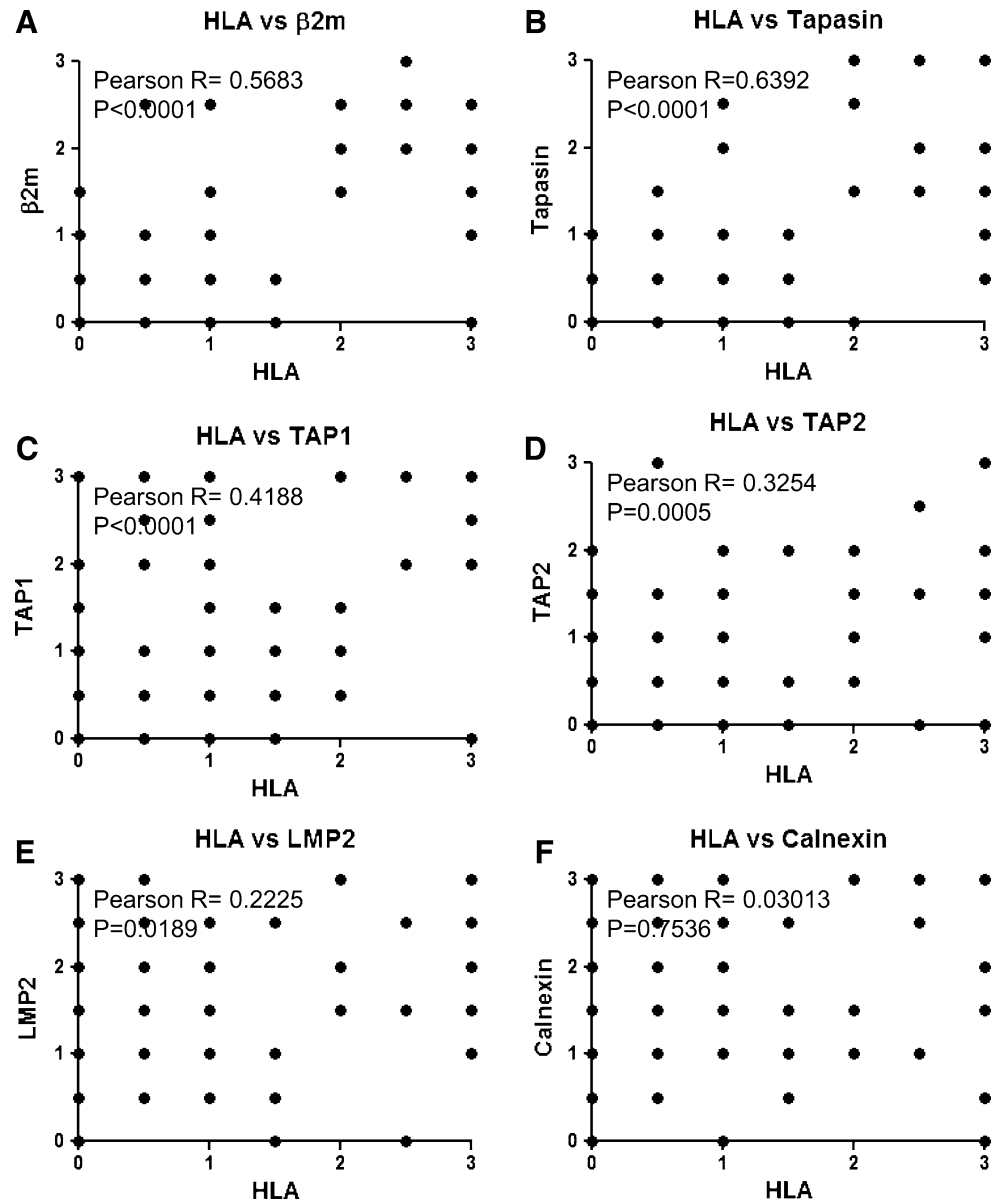 A
HLA vs β2m
Pearson R= 0.5683
P<0.0001
3
2
1
0
β2m
0 1 2 3
HLA
B
HLA vs Tapasin
Pearson R=0.6392
P<0.0001
3
2
1
0
Tapasin
0 1 2 3
HLA
C
HLA vs TAP1
Pearson R= 0.4188
P<0.0001
3
2
1
0
TAP1
0 1 2 3
HLA
D
HLA vs TAP2
Pearson R= 0.3254
P=0.0005
3
2
1
0
TAP2
0 1 2 3
HLA
E
HLA vs LMP2
Pearson R= 0.2225
P=0.0189
3
2
1
0
LMP2
0 1 2 3
HLA
F
HLA vs Calnexin
Pearson R= 0.03013
P=0.7536
3
2
1
0
Calnexin
0 1 2 3
HLA